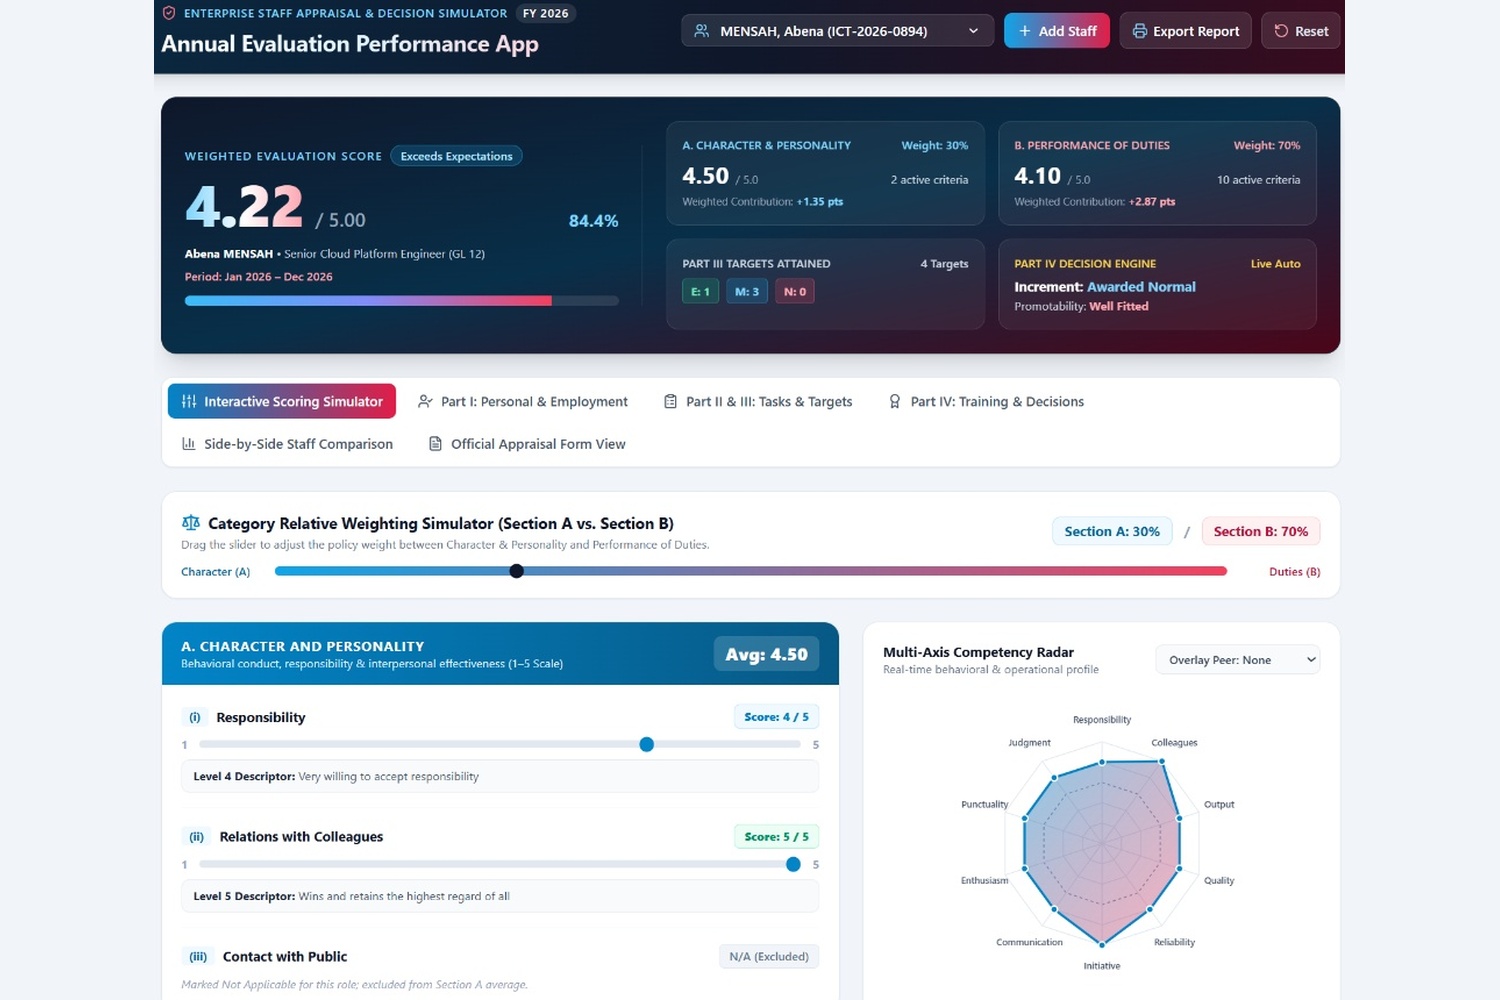 ENTERPRISE STAFF APPRAISAL & DECISION SIMULATOR FY 2026
Annual Evaluation Performance App
MENSAH, Abena (ICT-2026-0894)
Add Staff
Export Report
Reset
WEIGHTED EVALUATION SCORE Exceeds Expectations
4.22 / 5.00 84.4%
Abena MENSAH • Senior Cloud Platform Engineer (GL 12)
Period: Jan 2026 – Dec 2026
A. CHARACTER & PERSONALITY Weight: 30%
4.50 / 5.0 2 active criteria
Weighted Contribution: +1.35 pts
B. PERFORMANCE OF DUTIES Weight: 70%
4.10 / 5.0 10 active criteria
Weighted Contribution: +2.87 pts
PART III TARGETS ATTAINED 4 Targets
E: 1 M: 3 N: 0
PART IV DECISION ENGINE Live Auto
Increment: Awarded Normal
Promotability: Well Fitted
Interactive Scoring Simulator
Part I: Personal & Employment
Part II & III: Tasks & Targets
Part IV: Training & Decisions
Side-by-Side Staff Comparison
Official Appraisal Form View
Category Relative Weighting Simulator (Section A vs. Section B)
Drag the slider to adjust the policy weight between Character & Personality and Performance of Duties.
Section A: 30% / Section B: 70%
Character (A) Duties (B)
A. CHARACTER AND PERSONALITY
Behavioral conduct, responsibility & interpersonal effectiveness (1–5 Scale)
Avg: 4.50
(i) Responsibility Score: 4 / 5
1 5
Level 4 Descriptor: Very willing to accept responsibility
(ii) Relations with Colleagues Score: 5 / 5
1 5
Level 5 Descriptor: Wins and retains the highest regard of all
(iii) Contact with Public N/A (Excluded)
Marked Not Applicable for this role; excluded from Section A average.
Multi-Axis Competency Radar
Real-time behavioral & operational profile
Overlay Peer: None
Responsibility
Judgment Colleagues
Punctuality Output
Enthusiasm Quality
Communication Reliability
Initiative